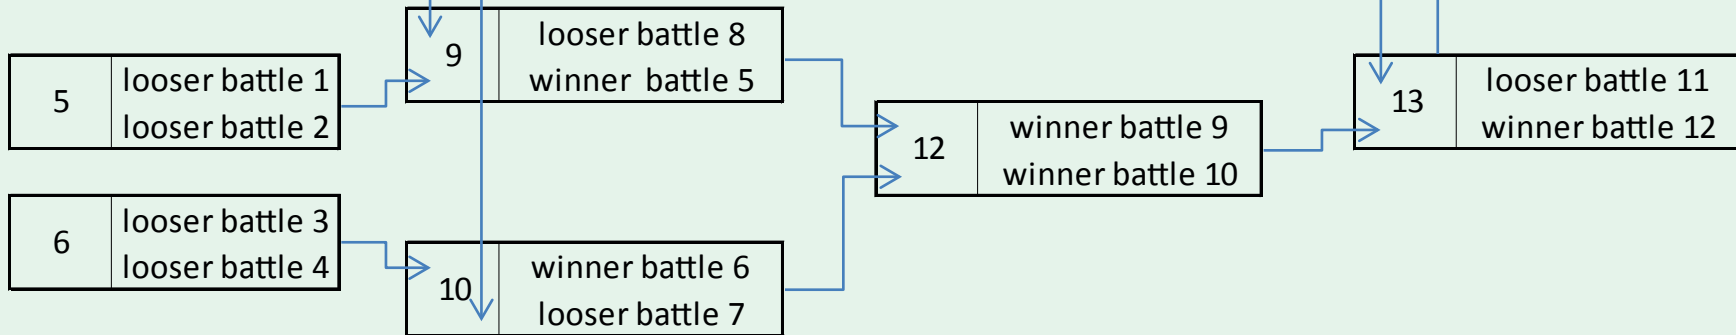 5
looser battle 1
looser battle 2
6
looser battle 3
looser battle 4
9
looser battle 8
winner battle 5
10
winner battle 6
looser battle 7
12
winner battle 9
winner battle 10
13
looser battle 11
winner battle 12